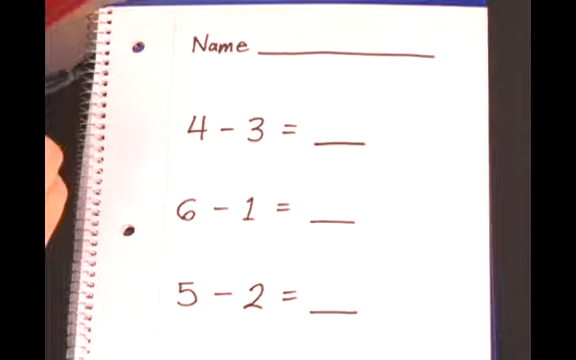 Name ___________
4 - 3 = ___
6 - 1 = ___
5 - 2 = ___